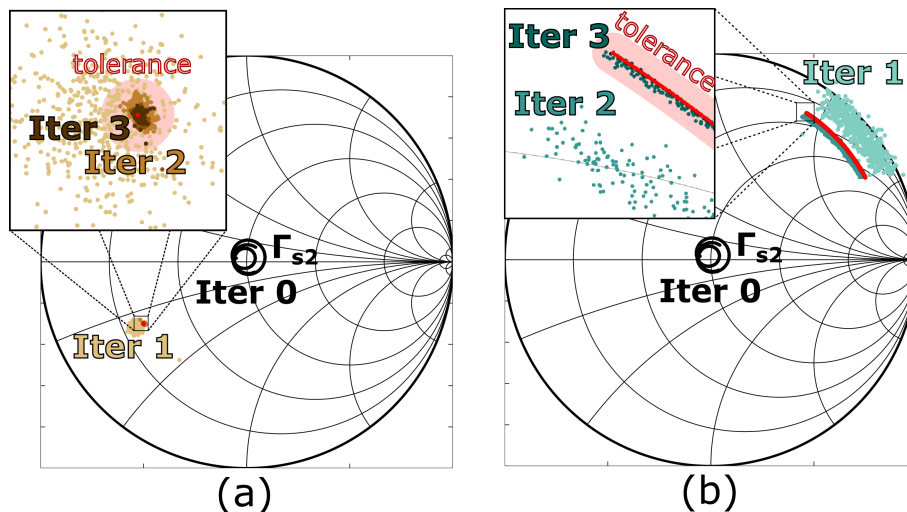 tolerance
Iter 3
Iter 2
Γs2
Iter 0
Iter 1
(a)
Iter 3
tolerance
Iter 2
Iter 1
Γs2
Iter 0
(b)